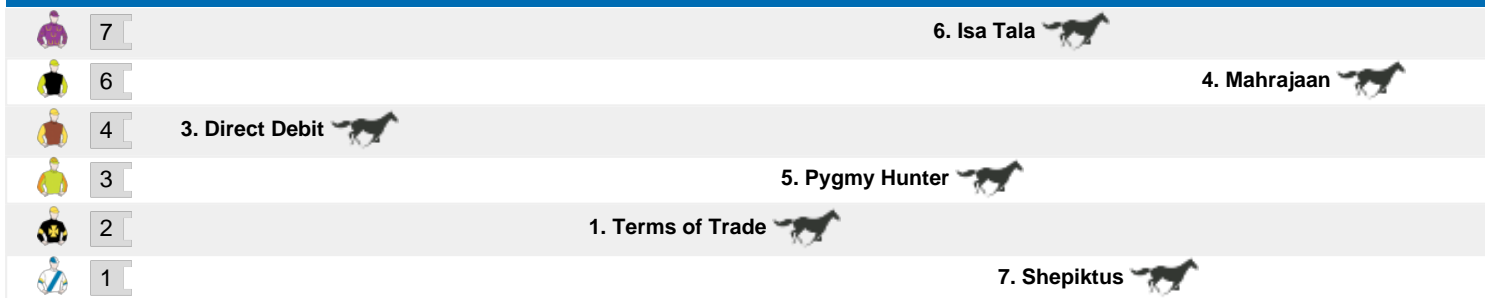 7 6. Isa Tala
6 4. Mahrajaan
4 3. Direct Debit
3 5. Pygmy Hunter
2 1. Terms of Trade
1 7. Shepiktus